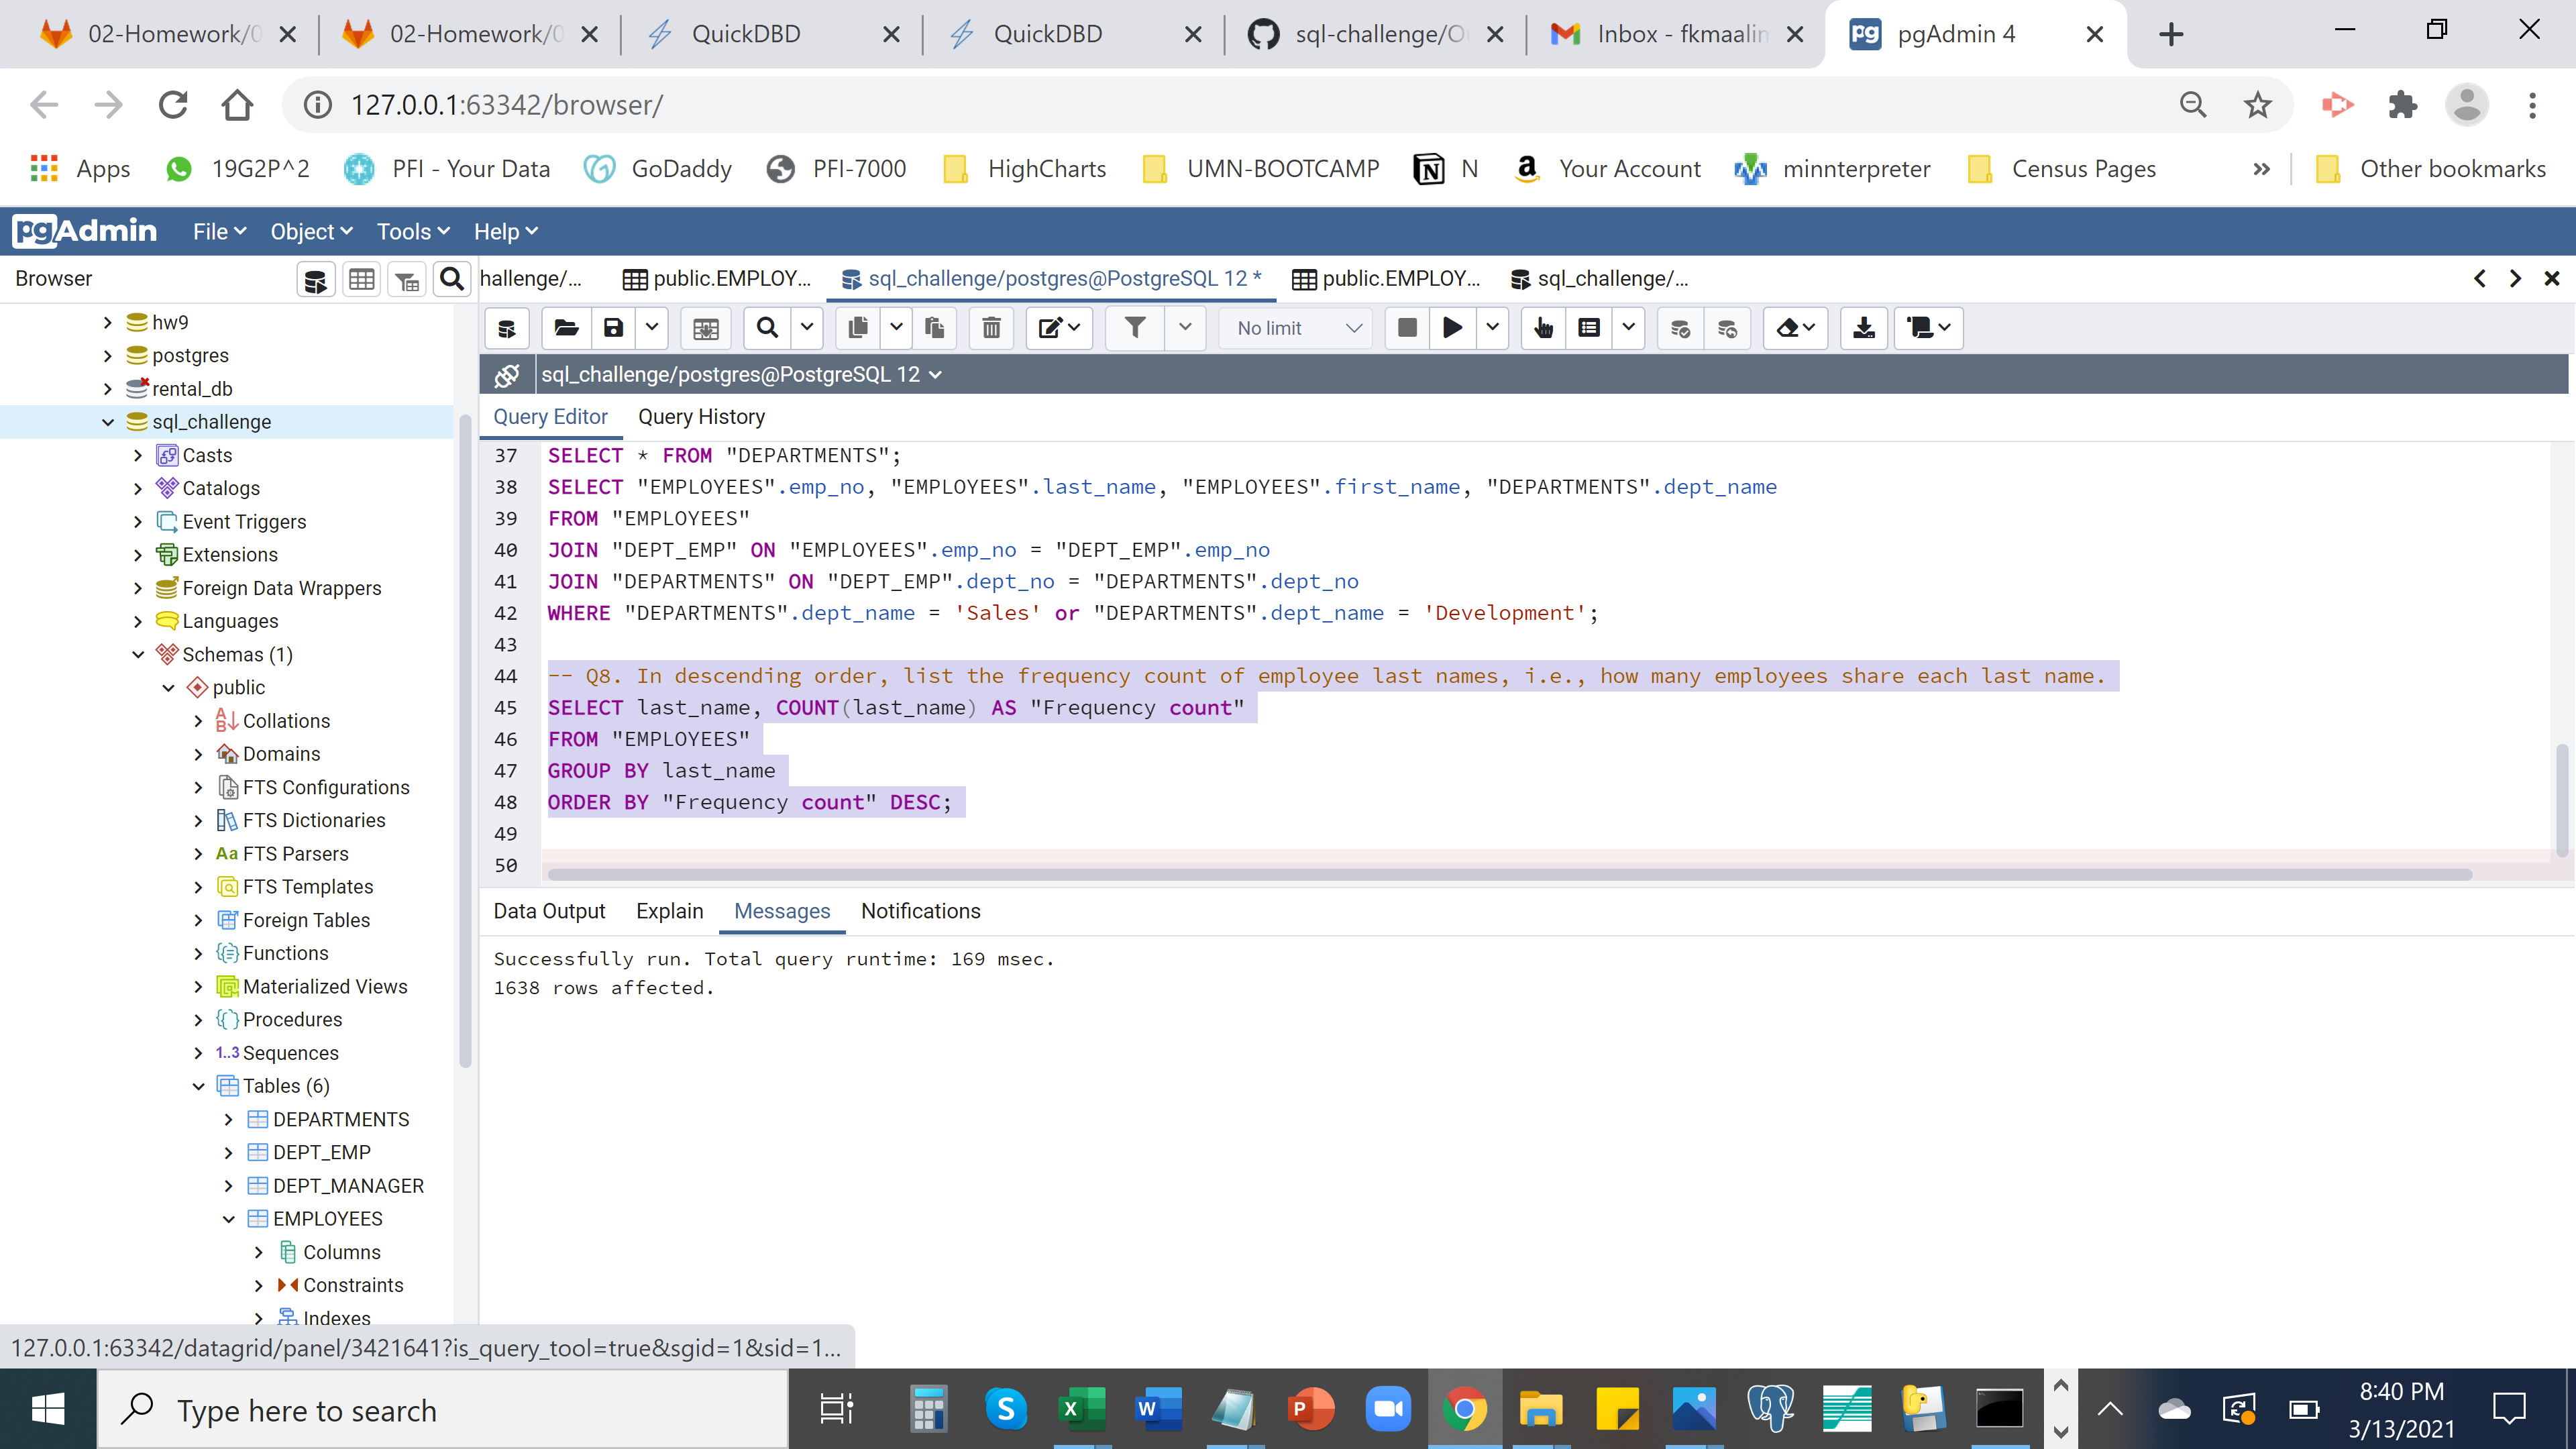 02-Homework/0
02-Homework/0
QuickDBD
QuickDBD
sql-challenge/O
Inbox - fkmaalin
pgAdmin 4
127.0.0.1:63342/browser/
Apps
19G2P^2
PFI - Your Data
GoDaddy
PFI-7000
HighCharts
UMN-BOOTCAMP
N
Your Account
minnterpreter
Census Pages
»
Other bookmarks
pgAdmin
File
Object
Tools
Help
Browser
hallenge/...
public.EMPLOY...
sql_challenge/postgres@PostgreSQL 12 *
public.EMPLOY...
sql_challenge/...
No limit
sql_challenge/postgres@PostgreSQL 12
Query Editor
Query History
hw9
postgres
rental_db
sql_challenge
Casts
Catalogs
Event Triggers
Extensions
Foreign Data Wrappers
Languages
Schemas (1)
public
Collations
Domains
FTS Configurations
FTS Dictionaries
Aa FTS Parsers
FTS Templates
Foreign Tables
Functions
Materialized Views
Procedures
1..3 Sequences
Tables (6)
DEPARTMENTS
DEPT_EMP
DEPT_MANAGER
EMPLOYEES
Columns
Constraints
Indexes
37 SELECT * FROM "DEPARTMENTS";
38 SELECT "EMPLOYEES".emp_no, "EMPLOYEES".last_name, "EMPLOYEES".first_name, "DEPARTMENTS".dept_name
39 FROM "EMPLOYEES"
40 JOIN "DEPT_EMP" ON "EMPLOYEES".emp_no = "DEPT_EMP".emp_no
41 JOIN "DEPARTMENTS" ON "DEPT_EMP".dept_no = "DEPARTMENTS".dept_no
42 WHERE "DEPARTMENTS".dept_name = 'Sales' or "DEPARTMENTS".dept_name = 'Development';
43
44 -- Q8. In descending order, list the frequency count of employee last names, i.e., how many employees share each last name.
45 SELECT last_name, COUNT(last_name) AS "Frequency count"
46 FROM "EMPLOYEES"
47 GROUP BY last_name
48 ORDER BY "Frequency count" DESC;
49
50
Data Output
Explain
Messages
Notifications
Successfully run. Total query runtime: 169 msec.
1638 rows affected.
127.0.0.1:63342/datagrid/panel/3421641?is_query_tool=true&sgid=1&sid=1...
Type here to search
8:40 PM
3/13/2021